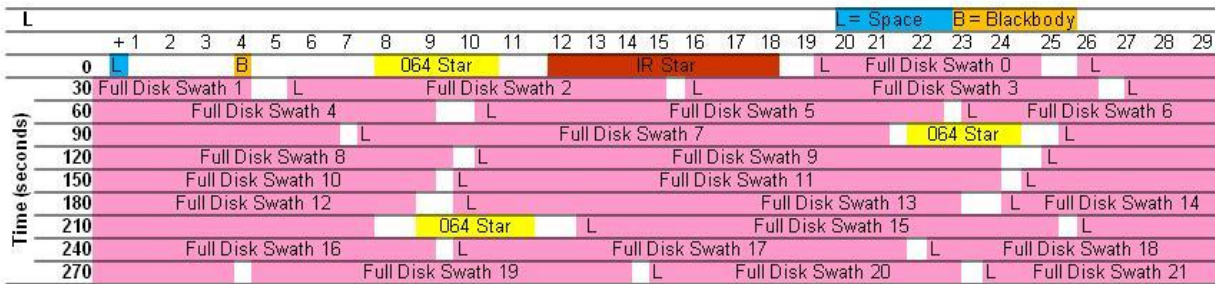 L L = Space B = Blackbody
+ 1 2 3 4 5 6 7 8 9 10 11 12 13 14 15 16 17 18 19 20 21 22 23 24 25 26 27 28 29
0 L B 064 Star IR Star L Full Disk Swath 0 L
30 Full Disk Swath 1 L Full Disk Swath 2 L Full Disk Swath 3 L
60 Full Disk Swath 4 L Full Disk Swath 5 L Full Disk Swath 6
90 L Full Disk Swath 7 064 Star L
120 Full Disk Swath 8 L Full Disk Swath 9 L
150 Full Disk Swath 10 L Full Disk Swath 11 L
180 Full Disk Swath 12 L Full Disk Swath 13 L Full Disk Swath 14
210 064 Star L Full Disk Swath 15 L
240 Full Disk Swath 16 L Full Disk Swath 17 L Full Disk Swath 18
270 Full Disk Swath 19 L Full Disk Swath 20 L Full Disk Swath 21
Time (seconds)